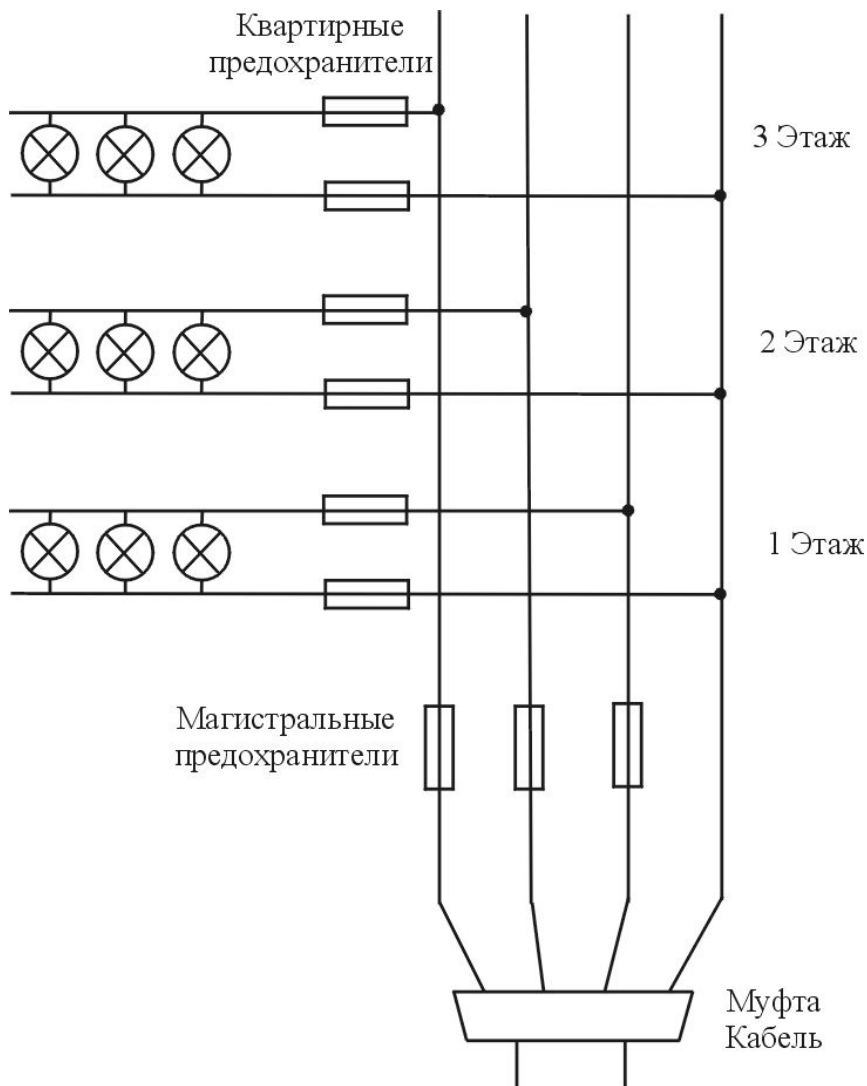 Квартирные
предохранители
3 Этаж
2 Этаж
1 Этаж
Магистральные
предохранители
Муфта
Кабель